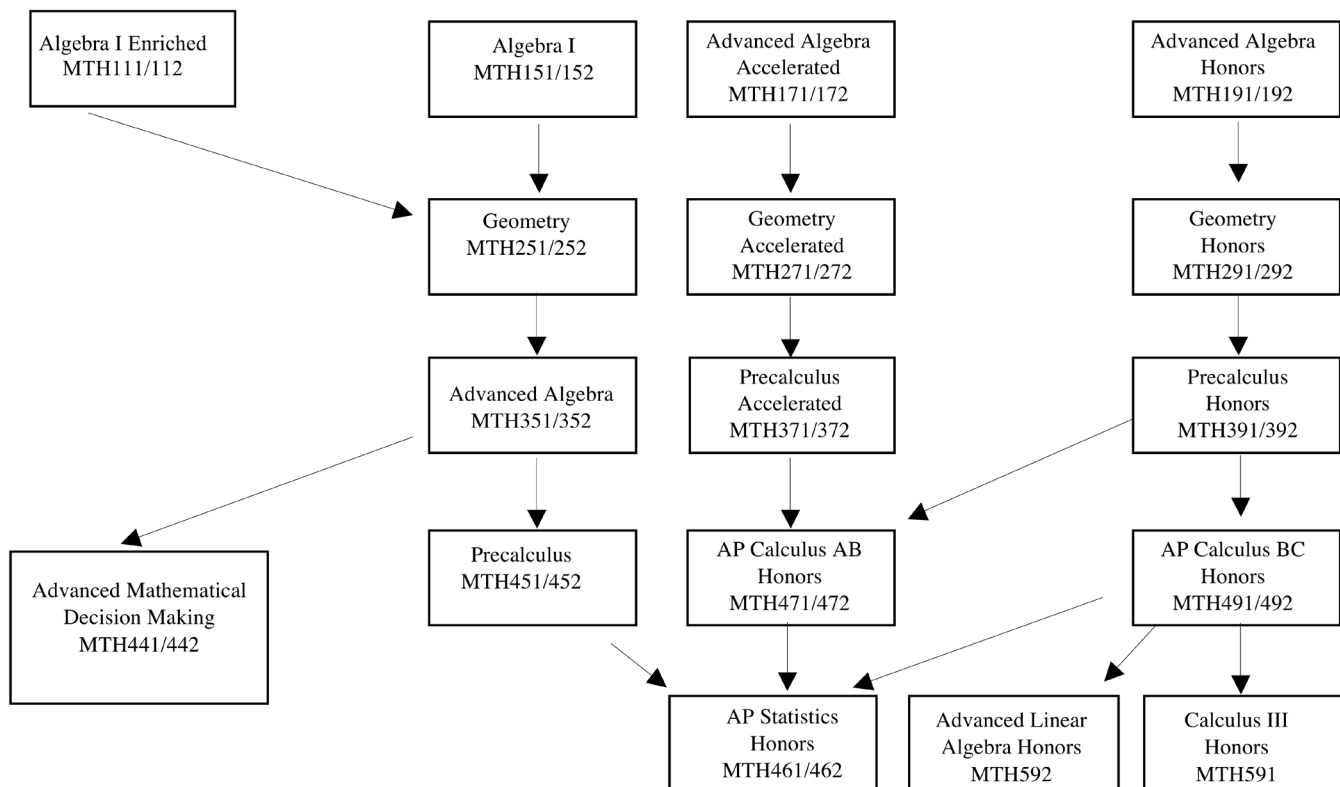 Algebra I Enriched
MTH111/112
Algebra I
MTH151/152
Advanced Algebra
Accelerated
MTH171/172
Advanced Algebra
Honors
MTH191/192
Geometry
MTH251/252
Geometry
Accelerated
MTH271/272
Geometry
Honors
MTH291/292
Advanced Algebra
MTH351/352
Precalculus
Accelerated
MTH371/372
Precalculus
Honors
MTH391/392
Advanced Mathematical
Decision Making
MTH441/442
Precalculus
MTH451/452
AP Calculus AB
Honors
MTH471/472
AP Calculus BC
Honors
MTH491/492
AP Statistics
Honors
MTH461/462
Advanced Linear
Algebra Honors
MTH592
Calculus III
Honors
MTH591